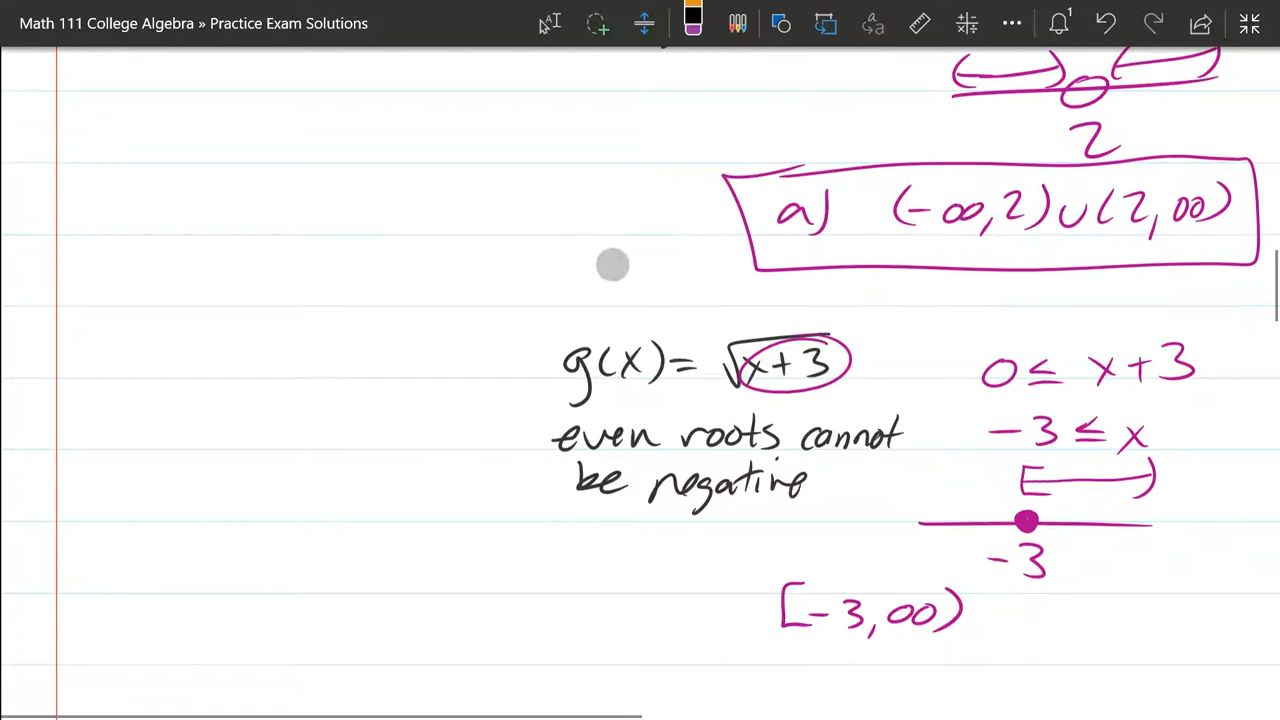 Math 111 College Algebra » Practice Exam Solutions
1
2
a) (-∞,2)∪(2,∞)
g(x)= √x+3
0 ≤ x+3
even roots cannot
-3 ≤ x
be negative
-3
[-3,∞)